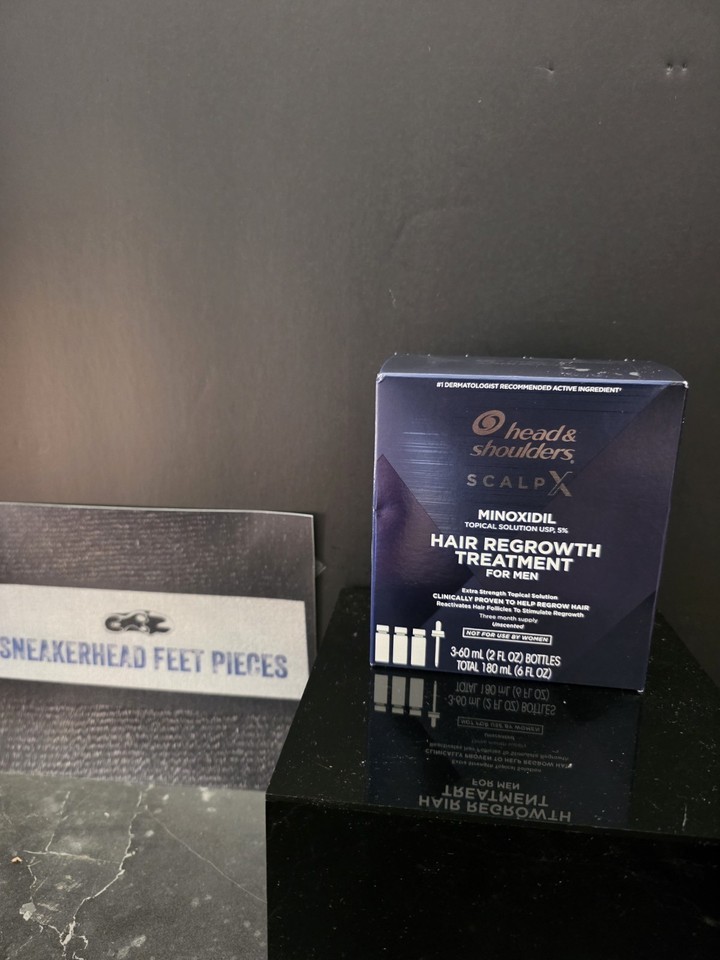 #1 DERMATOLOGIST RECOMMENDED ACTIVE INGREDIENT†
head &
shoulders®
SCALP X
MINOXIDIL
TOPICAL SOLUTION USP, 5%
HAIR REGROWTH
TREATMENT
FOR MEN
Extra Strength Topical Solution
CLINICALLY PROVEN TO HELP REGROW HAIR
Reactivates Hair Follicles To Stimulate Regrowth
Three month supply
Unscented
NOT FOR USE BY WOMEN
3-60 mL (2 FL OZ) BOTTLES
TOTAL 180 mL (6 FL OZ)
SNEAKERHEAD FEET PIECES